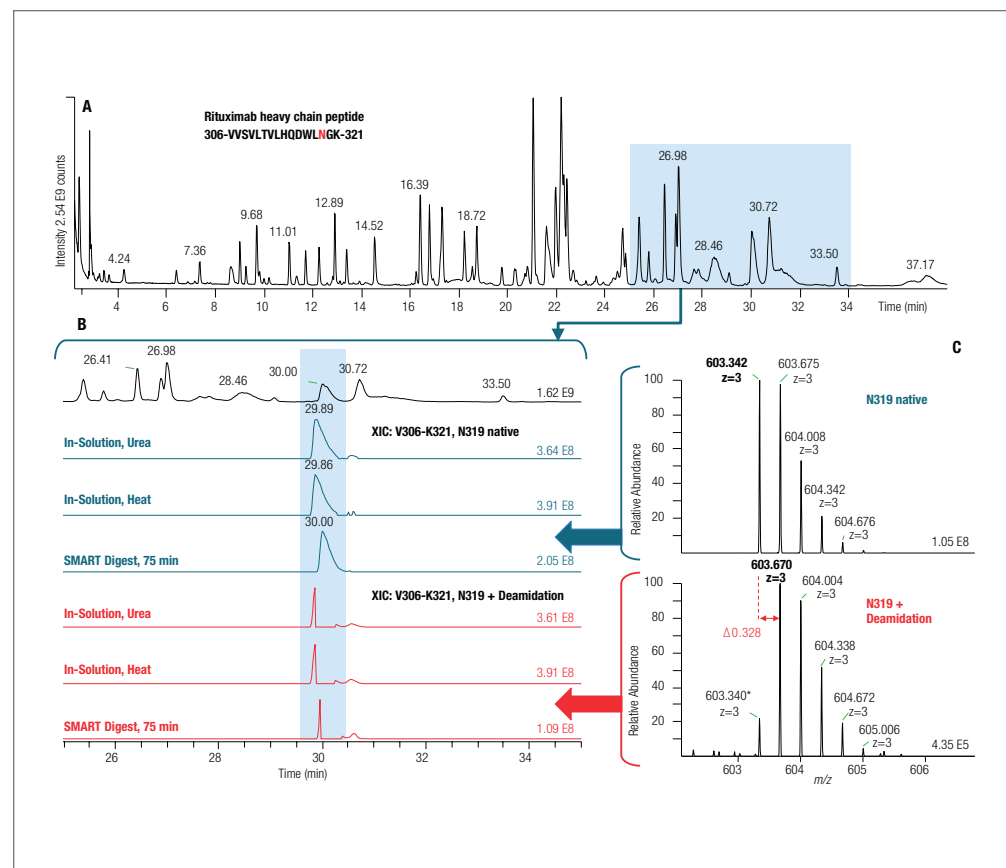 A
Rituximab heavy chain peptide
306-VVSVLTVLHQDWLNGK-321
Intensity 2.54 E9 counts
4.24
7.36
9.68
11.01
12.89
14.52
16.39
18.72
26.98
28.46
30.72
33.50
37.17
4 6 8 10 12 14 16 18 20 22 24 26 28 30 32 34 Time (min)
B
26.41
26.98
28.46
30.00
30.72
33.50
1.62 E9
29.89
XIC: V306-K321, N319 native
In-Solution, Urea
3.64 E8
29.86
In-Solution, Heat
3.91 E8
30.00
SMART Digest, 75 min
2.05 E8
XIC: V306-K321, N319 + Deamidation
In-Solution, Urea
3.61 E8
In-Solution, Heat
3.91 E8
SMART Digest, 75 min
1.09 E8
26 28 30 32 34
Time (min)
C
603.342
z=3
603.675
z=3
N319 native
604.008
z=3
604.342
z=3
604.676
z=3
1.05 E8
Relative Abundance
100
80
60
40
20
603.670
z=3
604.004
z=3
N319 +
Deamidation
Δ 0.328
604.338
z=3
603.340*
z=3
604.672
z=3
605.006
z=3
4.35 E5
Relative Abundance
100
80
60
40
20
603 604 605 606
m/z